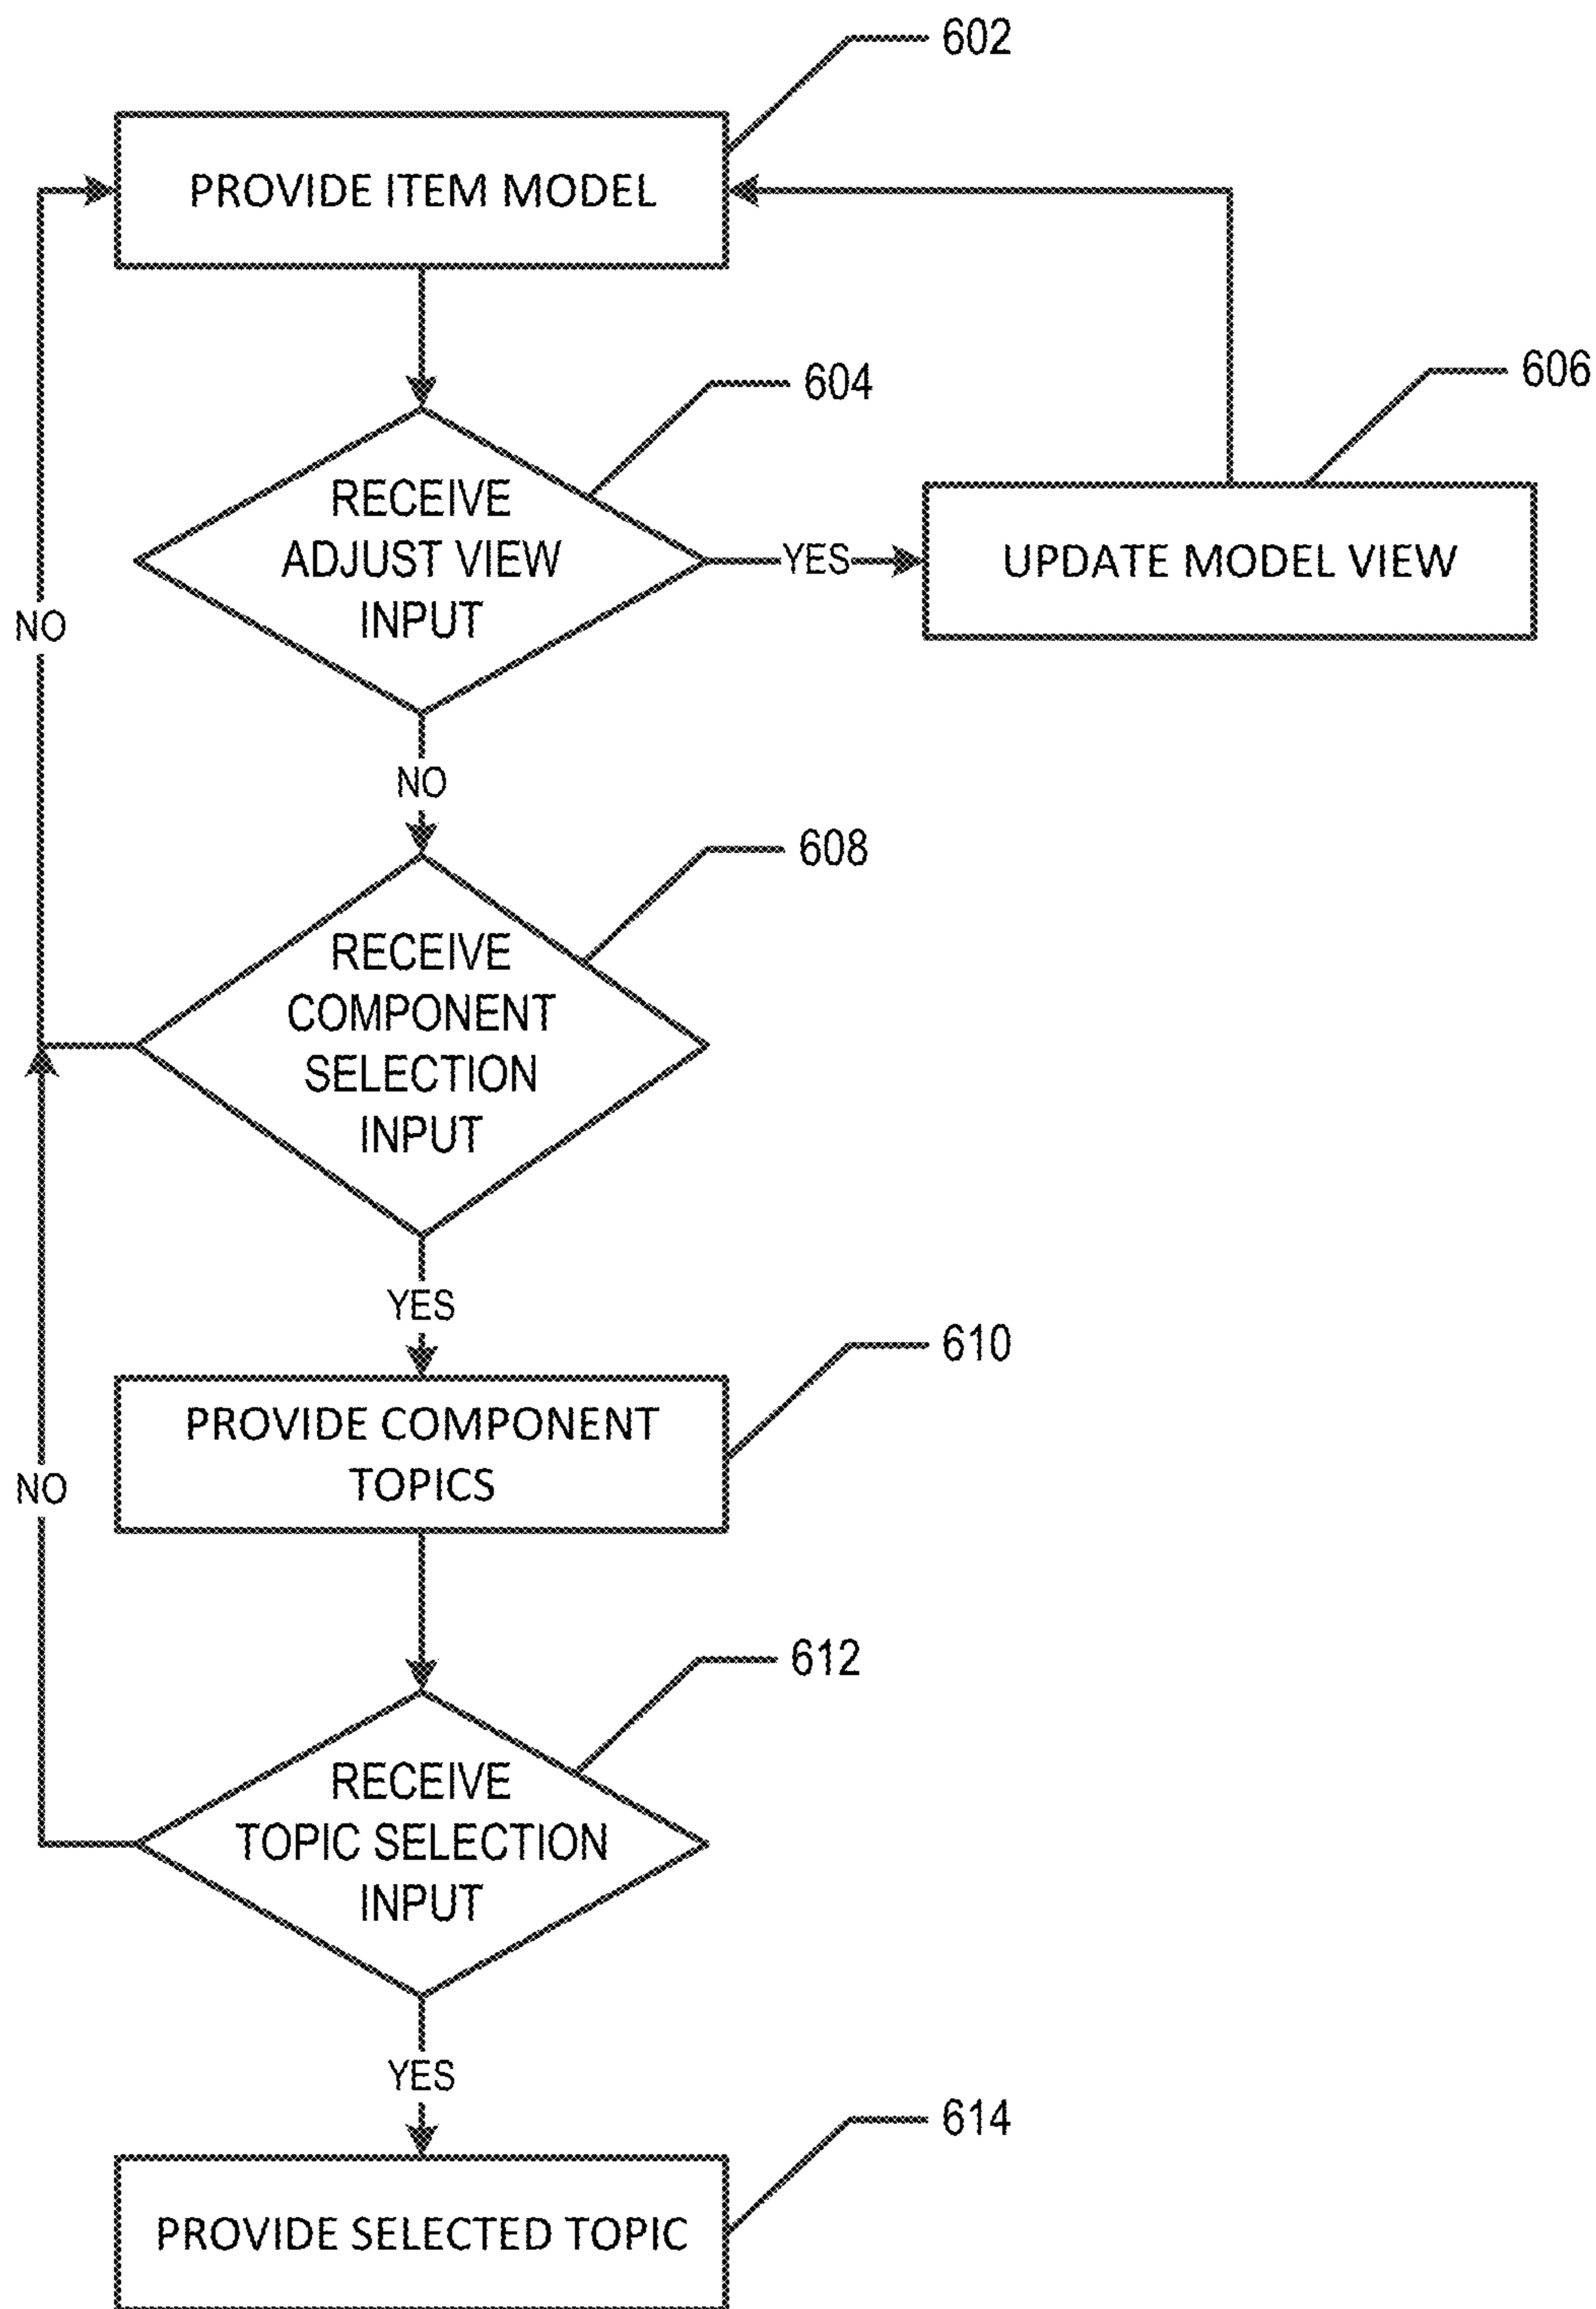 602
PROVIDE ITEM MODEL
604
606
RECEIVE
ADJUST VIEW
INPUT
YES
UPDATE MODEL VIEW
NO
NO
608
RECEIVE
COMPONENT
SELECTION
INPUT
YES
610
PROVIDE COMPONENT
TOPICS
NO
612
RECEIVE
TOPIC SELECTION
INPUT
YES
614
PROVIDE SELECTED TOPIC